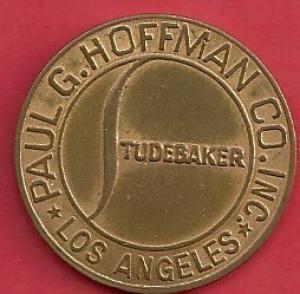 PAUL G. HOFFMAN CO. INC.
STUDEBAKER
★ LOS ANGELES ★